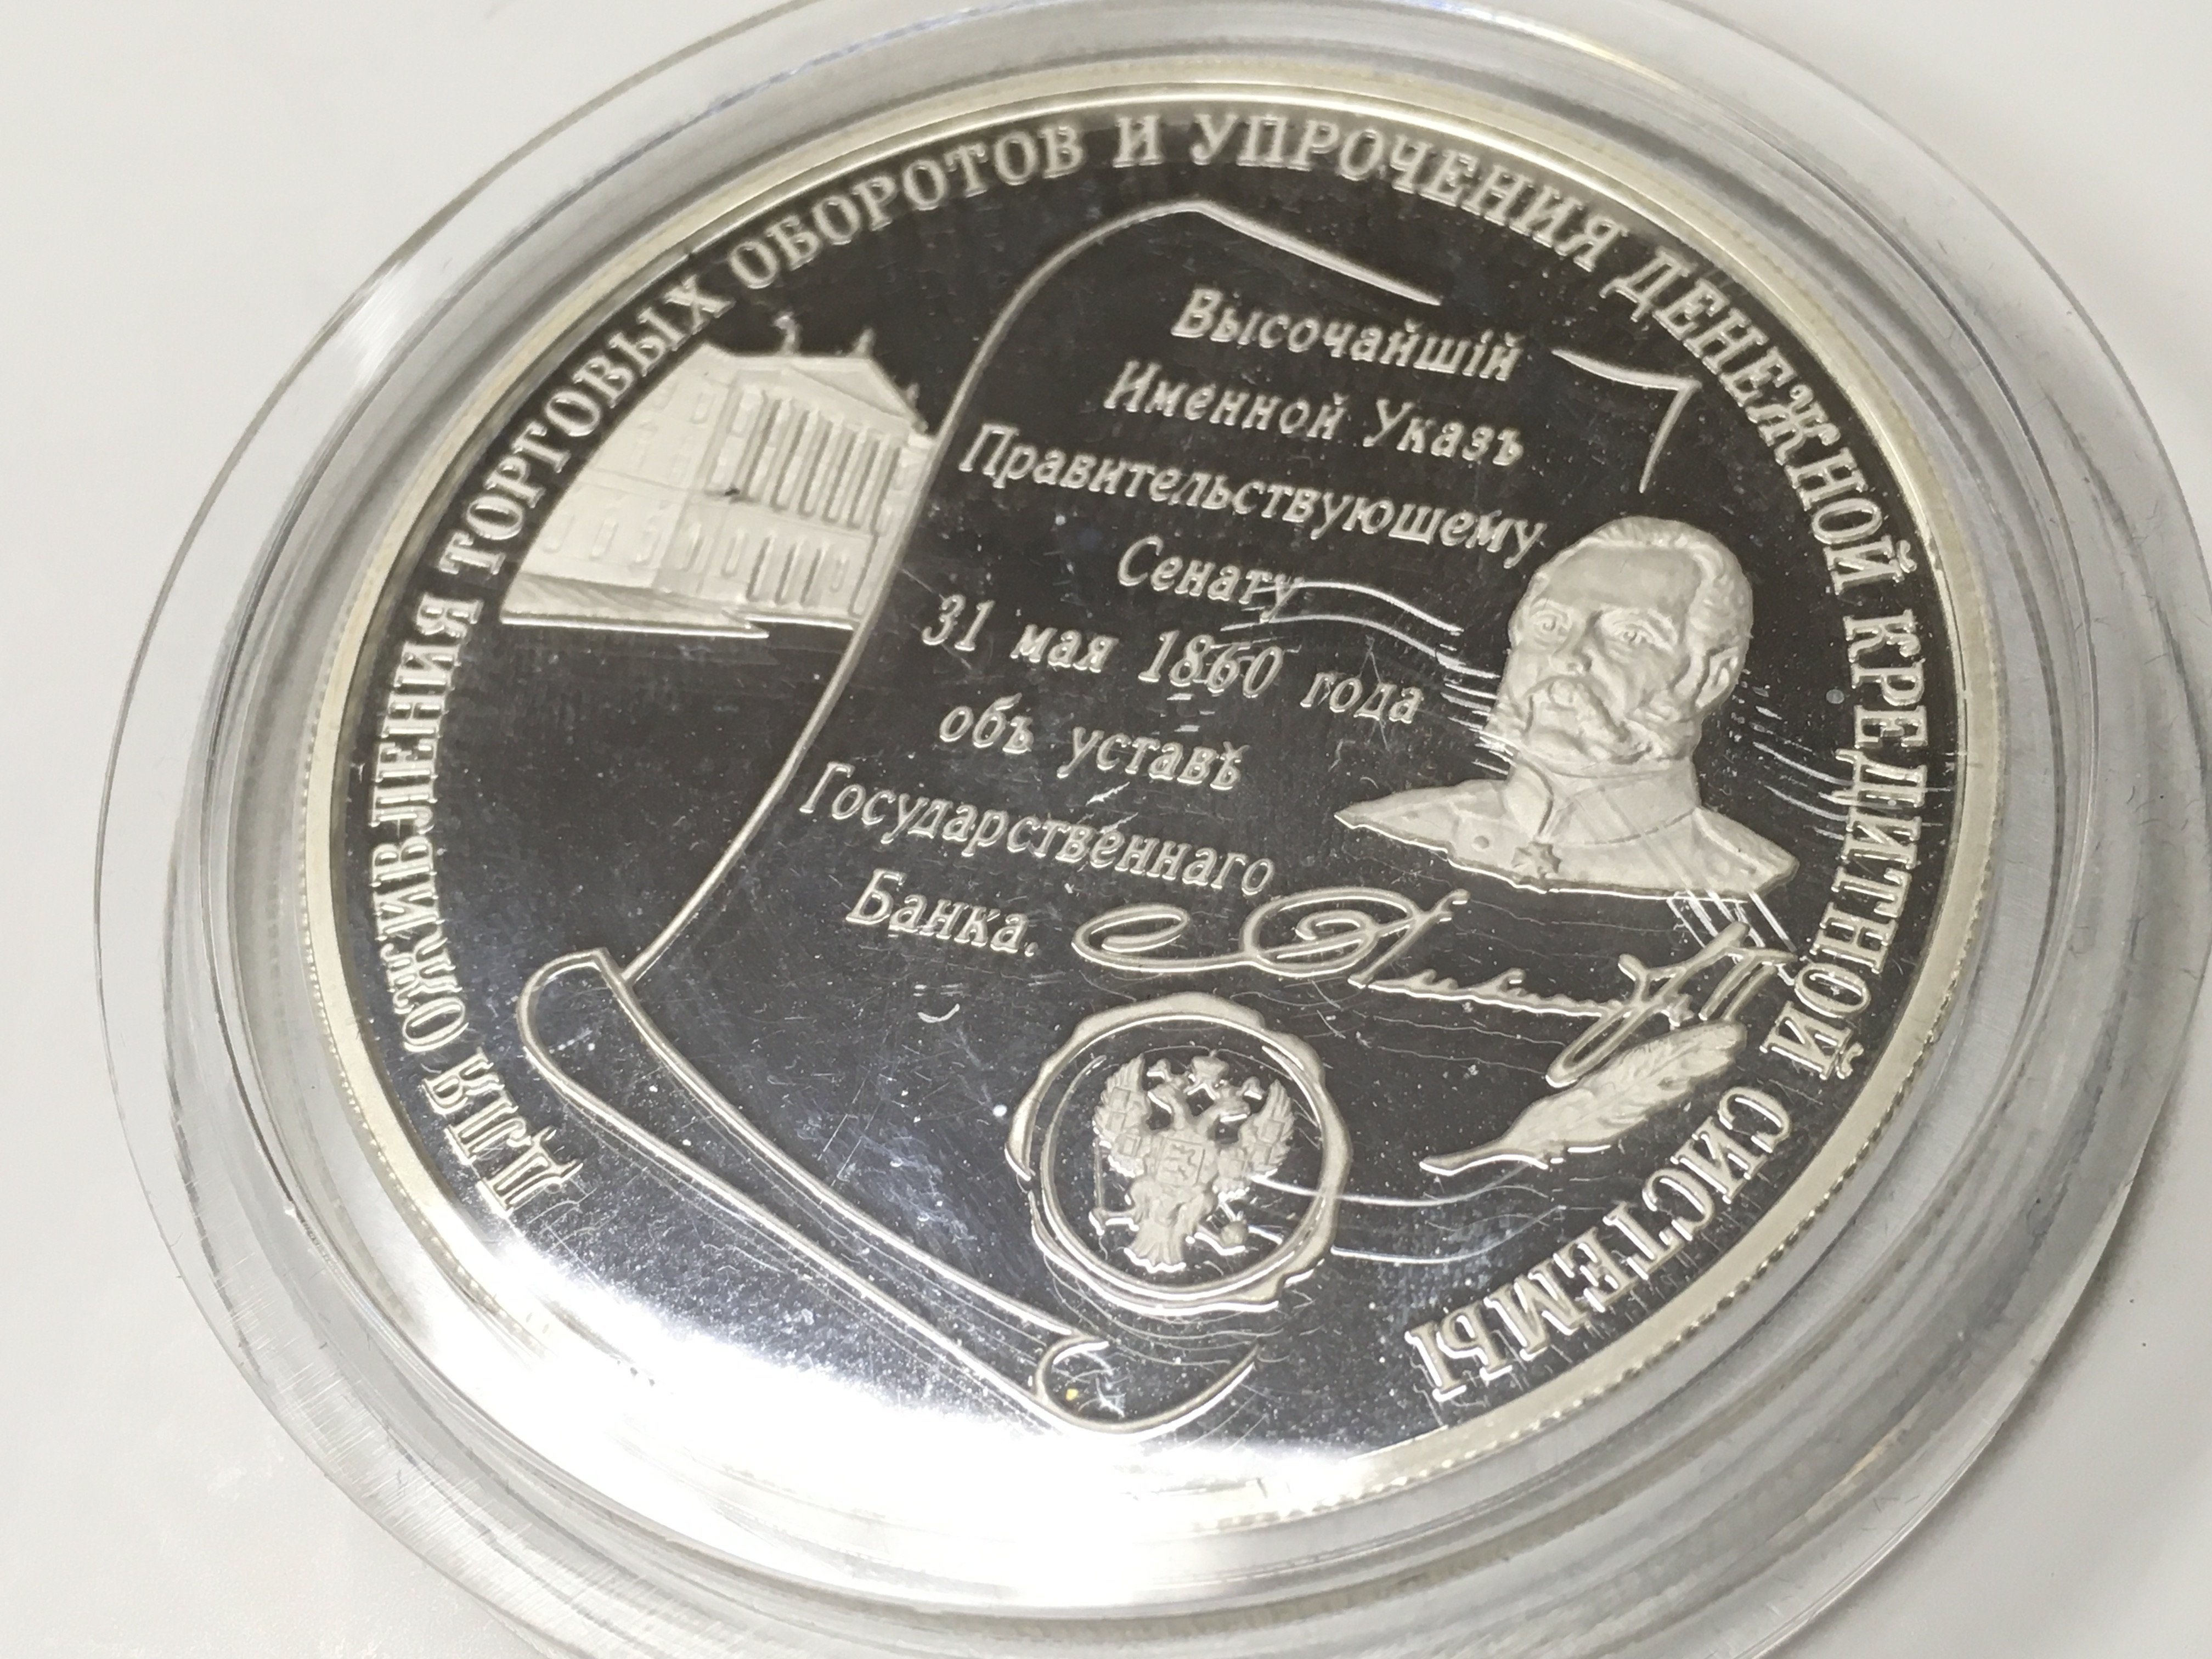 ДЛЯ ОЖИВЛЕНИЯ ТОРГОВЫХ ОБОРОТОВ И УПРОЧЕНИЯ ДЕНЕЖНОЙ КРЕДИТНОЙ СИСТЕМЫ
Высочайшій
Именной Указъ
Правительствующему
Сенату
31 мая 1860 года
объ уставѣ
Государственнаго
Банка.